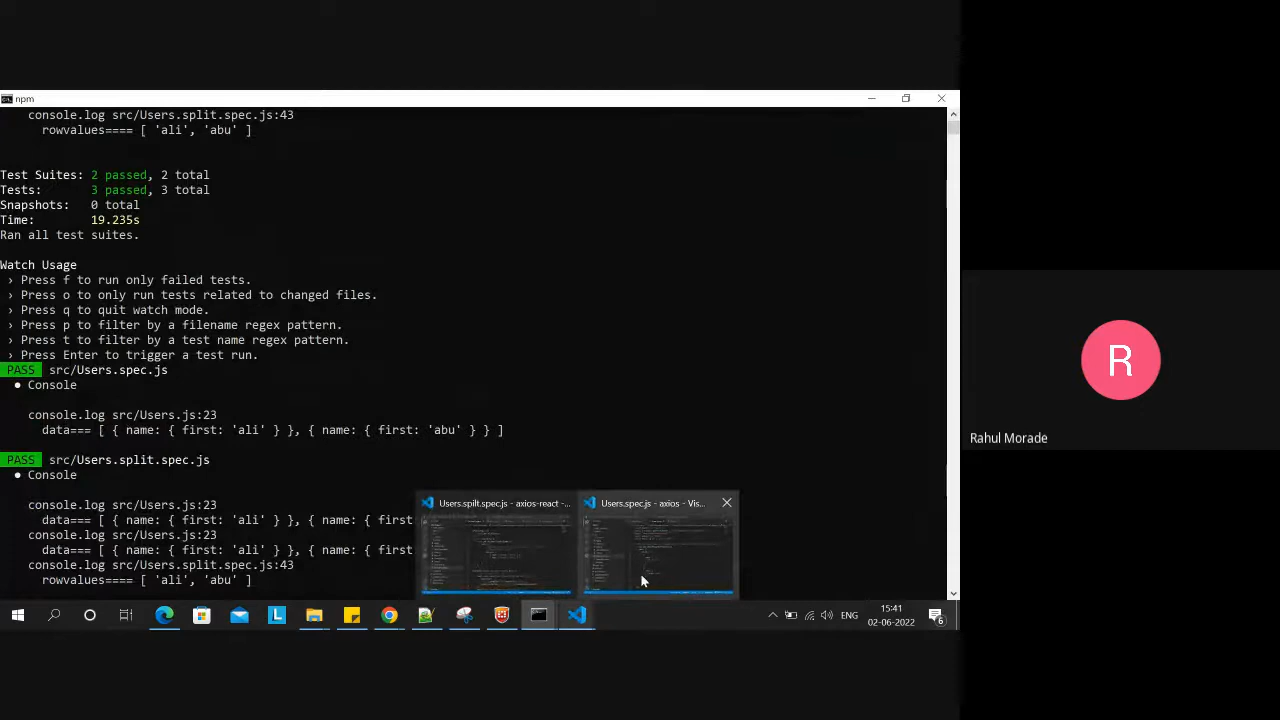 npm
console.log src/Users.split.spec.js:43
rowvalues==== [ 'ali', 'abu' ]
Test Suites: 2 passed, 2 total
Tests: 3 passed, 3 total
Snapshots: 0 total
Time: 19.235s
Ran all test suites.
Watch Usage
› Press f to run only failed tests.
› Press o to only run tests related to changed files.
› Press q to quit watch mode.
› Press p to filter by a filename regex pattern.
› Press t to filter by a test name regex pattern.
› Press Enter to trigger a test run.
PASS src/Users.spec.js
● Console
console.log src/Users.js:23
data=== [ { name: { first: 'ali' } }, { name: { first: 'abu' } } ]
PASS src/Users.split.spec.js
● Console
console.log src/Users.js:23
data=== [ { name: { first: 'ali' } }, { name: { first
console.log src/Users.js:23
data=== [ { name: { first: 'ali' } }, { name: { first
console.log src/Users.split.spec.js:43
rowvalues==== [ 'ali', 'abu' ]
Users.spilt.spec.js - axios-react -...
Users.spec.js - axios - Vis...
L
ENG
15:41
02-06-2022
6
R
Rahul Morade